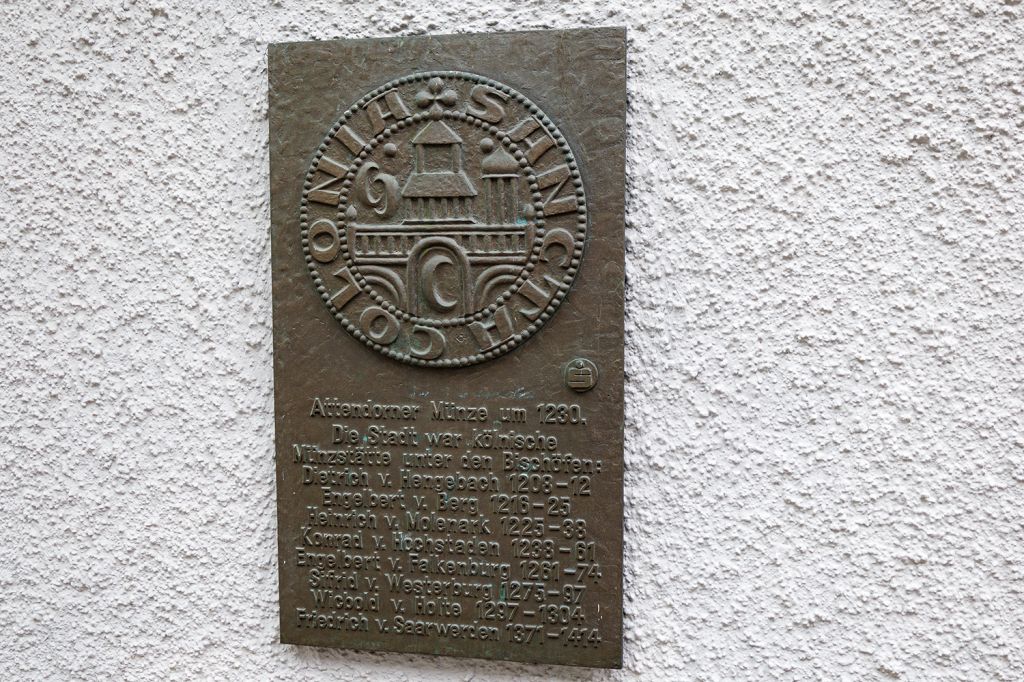 SANCTA COLONIA
C
Attendorner Münze um 1230.
Die Stadt war kölnische
Münzstätte unter den Bischöfen:
Dietrich v. Hengebach 1208-12
Engelbert v. Berg 1216-25
Heinrich v. Molenark 1225-38
Konrad v. Hochstaden 1238-61
Engelbert v. Falkenburg 1261-74
Sifrid v. Westerburg 1275-97
Wicbold v. Holte 1297-1304
Friedrich v. Saarwerden 1371-1414